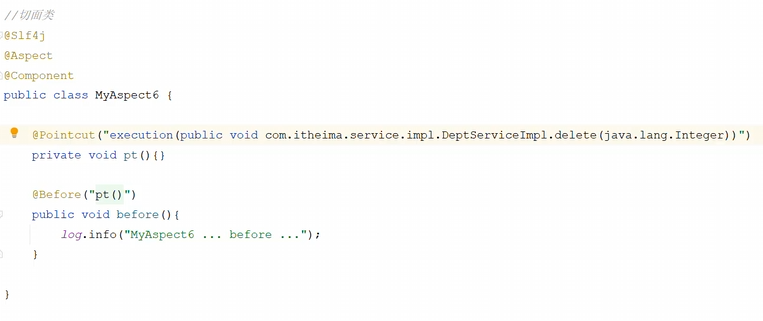 //切面类
@Slf4j
@Aspect
@Component
public class MyAspect6 {
@Pointcut("execution(public void com.itheima.service.impl.DeptServiceImpl.delete(java.lang.Integer))")
private void pt(){}
@Before("pt()")
public void before(){
log.info("MyAspect6 ... before ...");
}
}